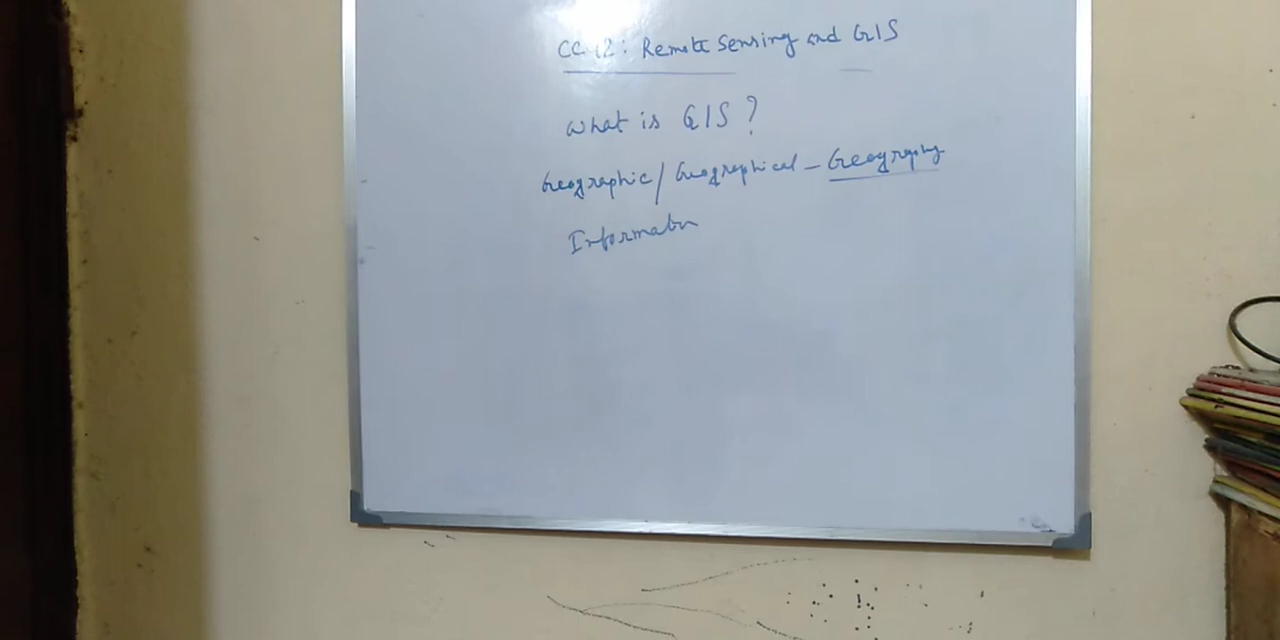 CC 12: Remote Sensing and GIS
What is GIS?
Geographic/Geographical - Geography
Information